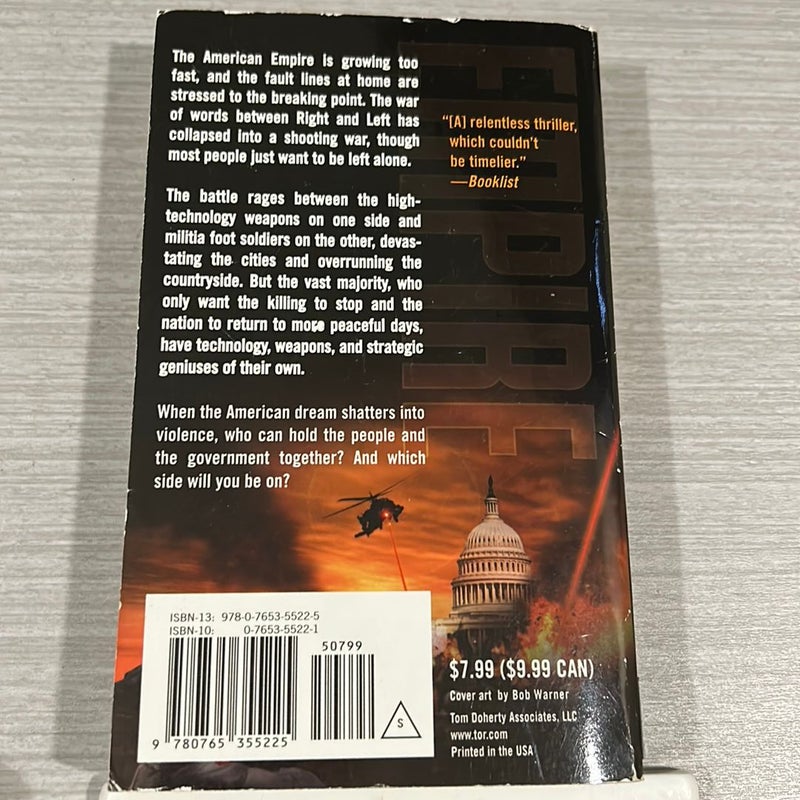 The American Empire is growing too
fast, and the fault lines at home are
stressed to the breaking point. The war
of words between Right and Left has
collapsed into a shooting war, though
most people just want to be left alone.
The battle rages between the high-
technology weapons on one side and
militia foot soldiers on the other, devas-
tating the cities and overrunning the
countryside. But the vast majority, who
only want the killing to stop and the
nation to return to more peaceful days,
have technology, weapons, and strategic
geniuses of their own.
When the American dream shatters into
violence, who can hold the people and
the government together? And which
side will you be on?
EMPIRE
"[A] relentless thriller,
which couldn't
be timelier."
—Booklist
ISBN-13: 978-0-7653-5522-5
ISBN-10: 0-7653-5522-1
50799
9 780765 355225
S
$7.99 ($9.99 CAN)
Cover art by Bob Warner
Tom Doherty Associates, LLC
www.tor.com
Printed in the USA